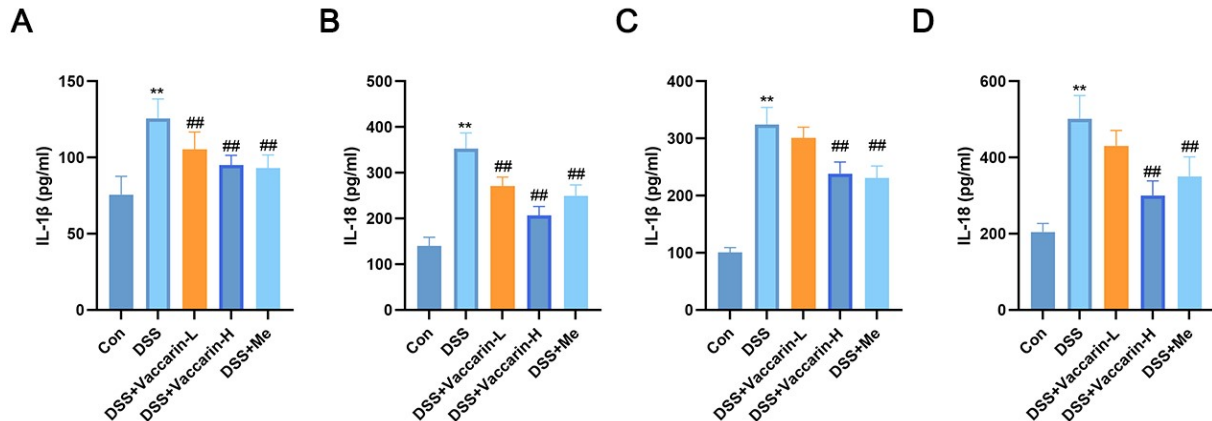 A
IL-1β (pg/ml)
150
100
50
0
**
##
##
##
Con
DSS
DSS+Vaccarin-L
DSS+Vaccarin-H
DSS+Me
B
IL-18 (pg/ml)
500
400
300
200
100
0
**
##
##
##
Con
DSS
DSS+Vaccarin-L
DSS+Vaccarin-H
DSS+Me
C
IL-1β (pg/ml)
400
300
200
100
0
**
##
##
Con
DSS
DSS+Vaccarin-L
DSS+Vaccarin-H
DSS+Me
D
IL-18 (pg/ml)
600
400
200
0
**
##
##
Con
DSS
DSS+Vaccarin-L
DSS+Vaccarin-H
DSS+Me